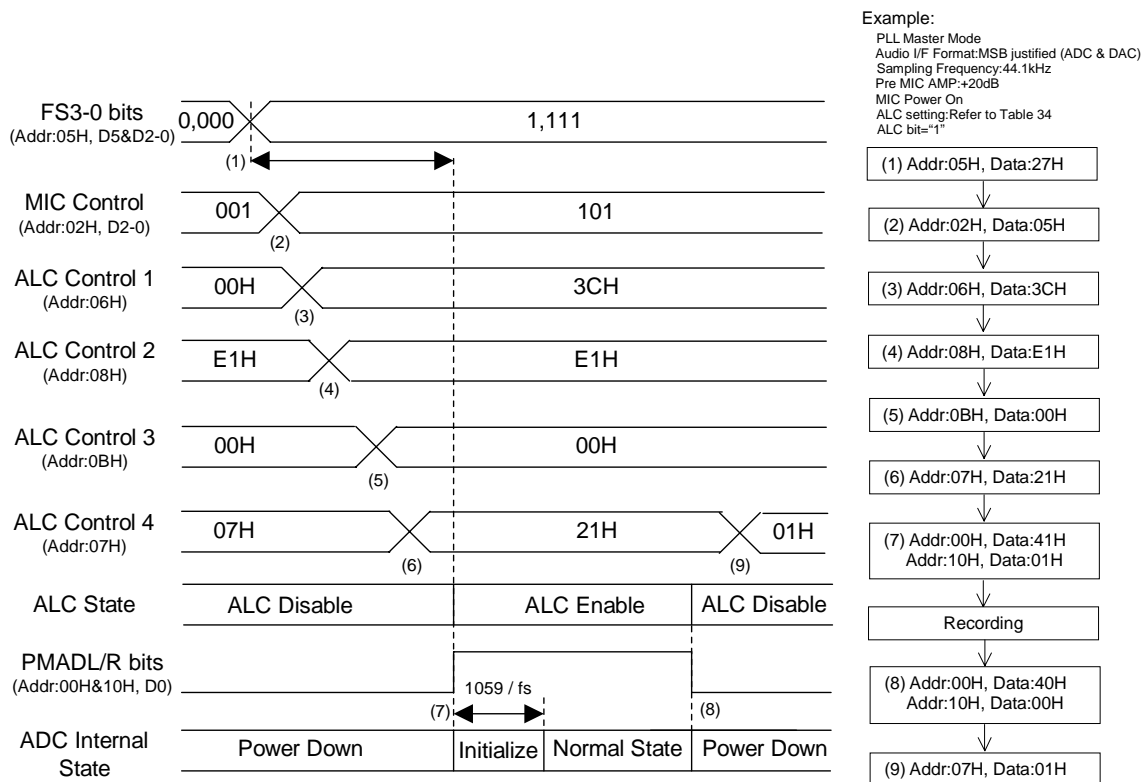 Example:
PLL Master Mode
Audio I/F Format:MSB justified (ADC & DAC)
Sampling Frequency:44.1kHz
Pre MIC AMP:+20dB
MIC Power On
ALC setting:Refer to Table 34
ALC bit="1"
FS3-0 bits
(Addr:05H, D5&D2-0)
0,000
1,111
(1)
MIC Control
(Addr:02H, D2-0)
001
101
(2)
ALC Control 1
(Addr:06H)
00H
3CH
(3)
ALC Control 2
(Addr:08H)
E1H
E1H
(4)
ALC Control 3
(Addr:0BH)
00H
00H
(5)
ALC Control 4
(Addr:07H)
07H
21H
01H
(6)
(9)
ALC State
ALC Disable
ALC Enable
ALC Disable
PMADL/R bits
(Addr:00H&10H, D0)
1059 / fs
(7)
(8)
ADC Internal
State
Power Down
Initialize
Normal State
Power Down
(1) Addr:05H, Data:27H
(2) Addr:02H, Data:05H
(3) Addr:06H, Data:3CH
(4) Addr:08H, Data:E1H
(5) Addr:0BH, Data:00H
(6) Addr:07H, Data:21H
(7) Addr:00H, Data:41H
Addr:10H, Data:01H
Recording
(8) Addr:00H, Data:40H
Addr:10H, Data:00H
(9) Addr:07H, Data:01H